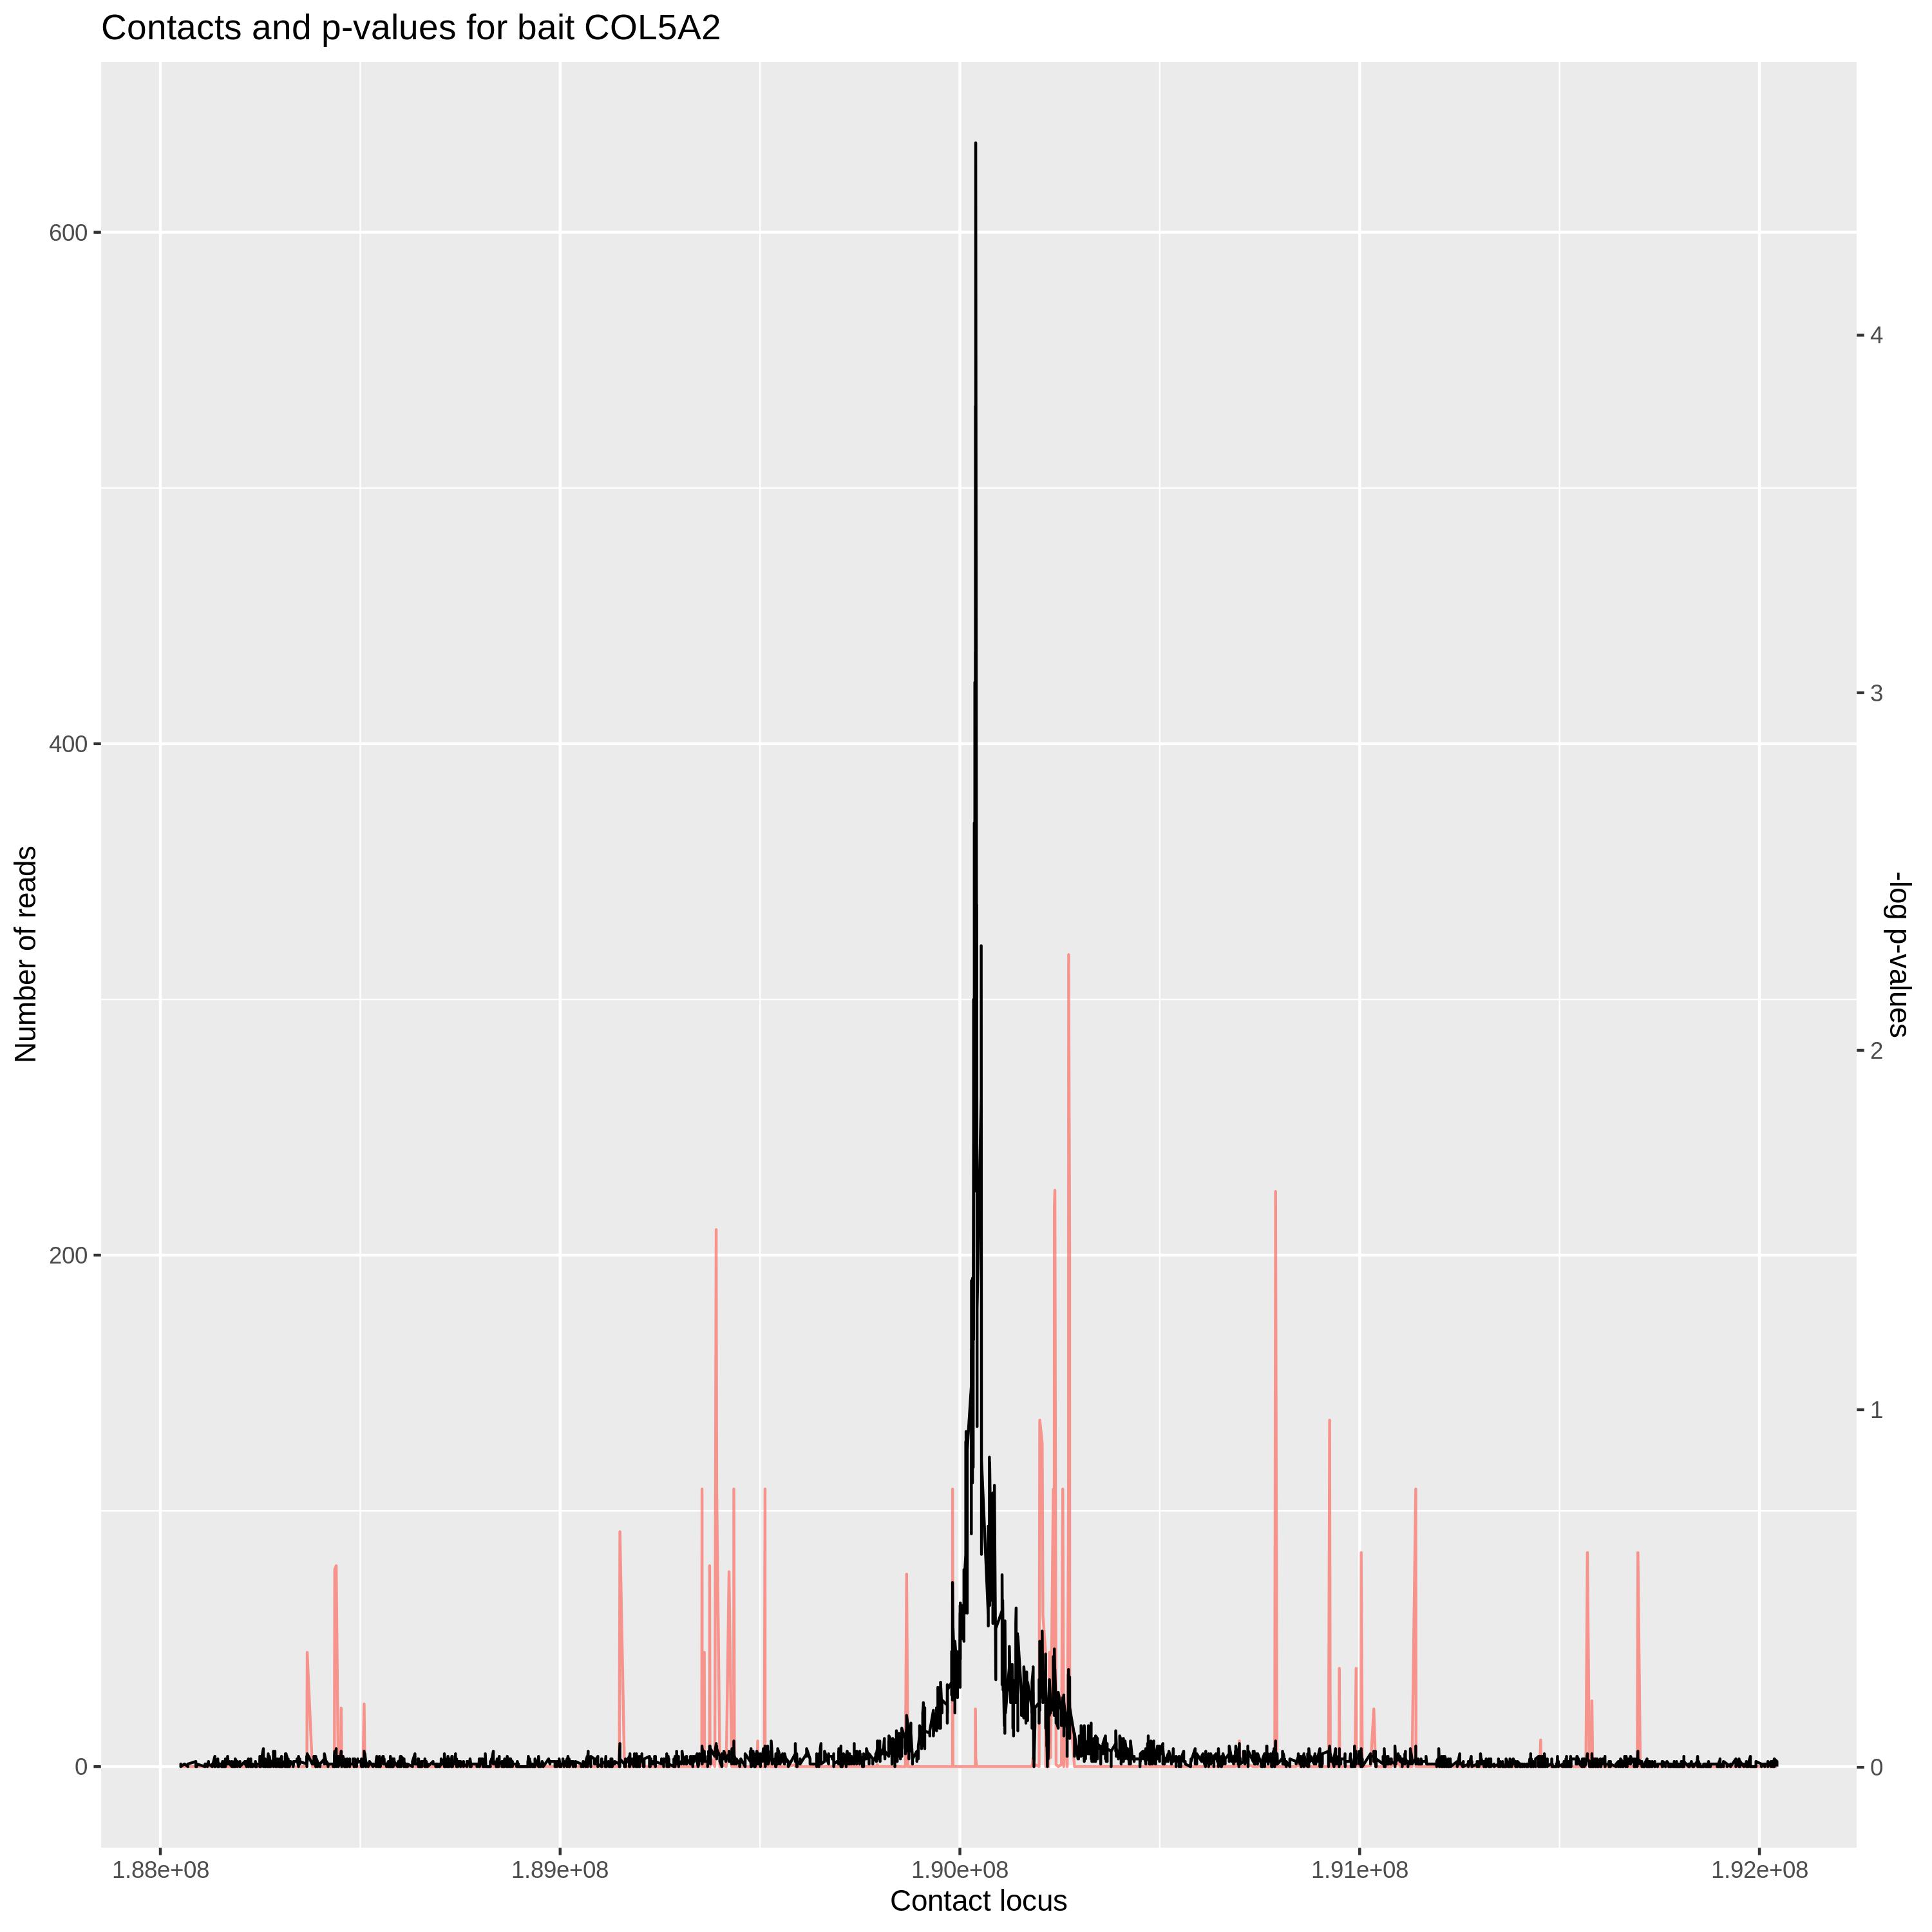 Contacts and p-values for bait COL5A2
600
400
200
0
Number of reads
4
3
2
1
0
-log p-values
1.88e+08
1.89e+08
1.90e+08
1.91e+08
1.92e+08
Contact locus